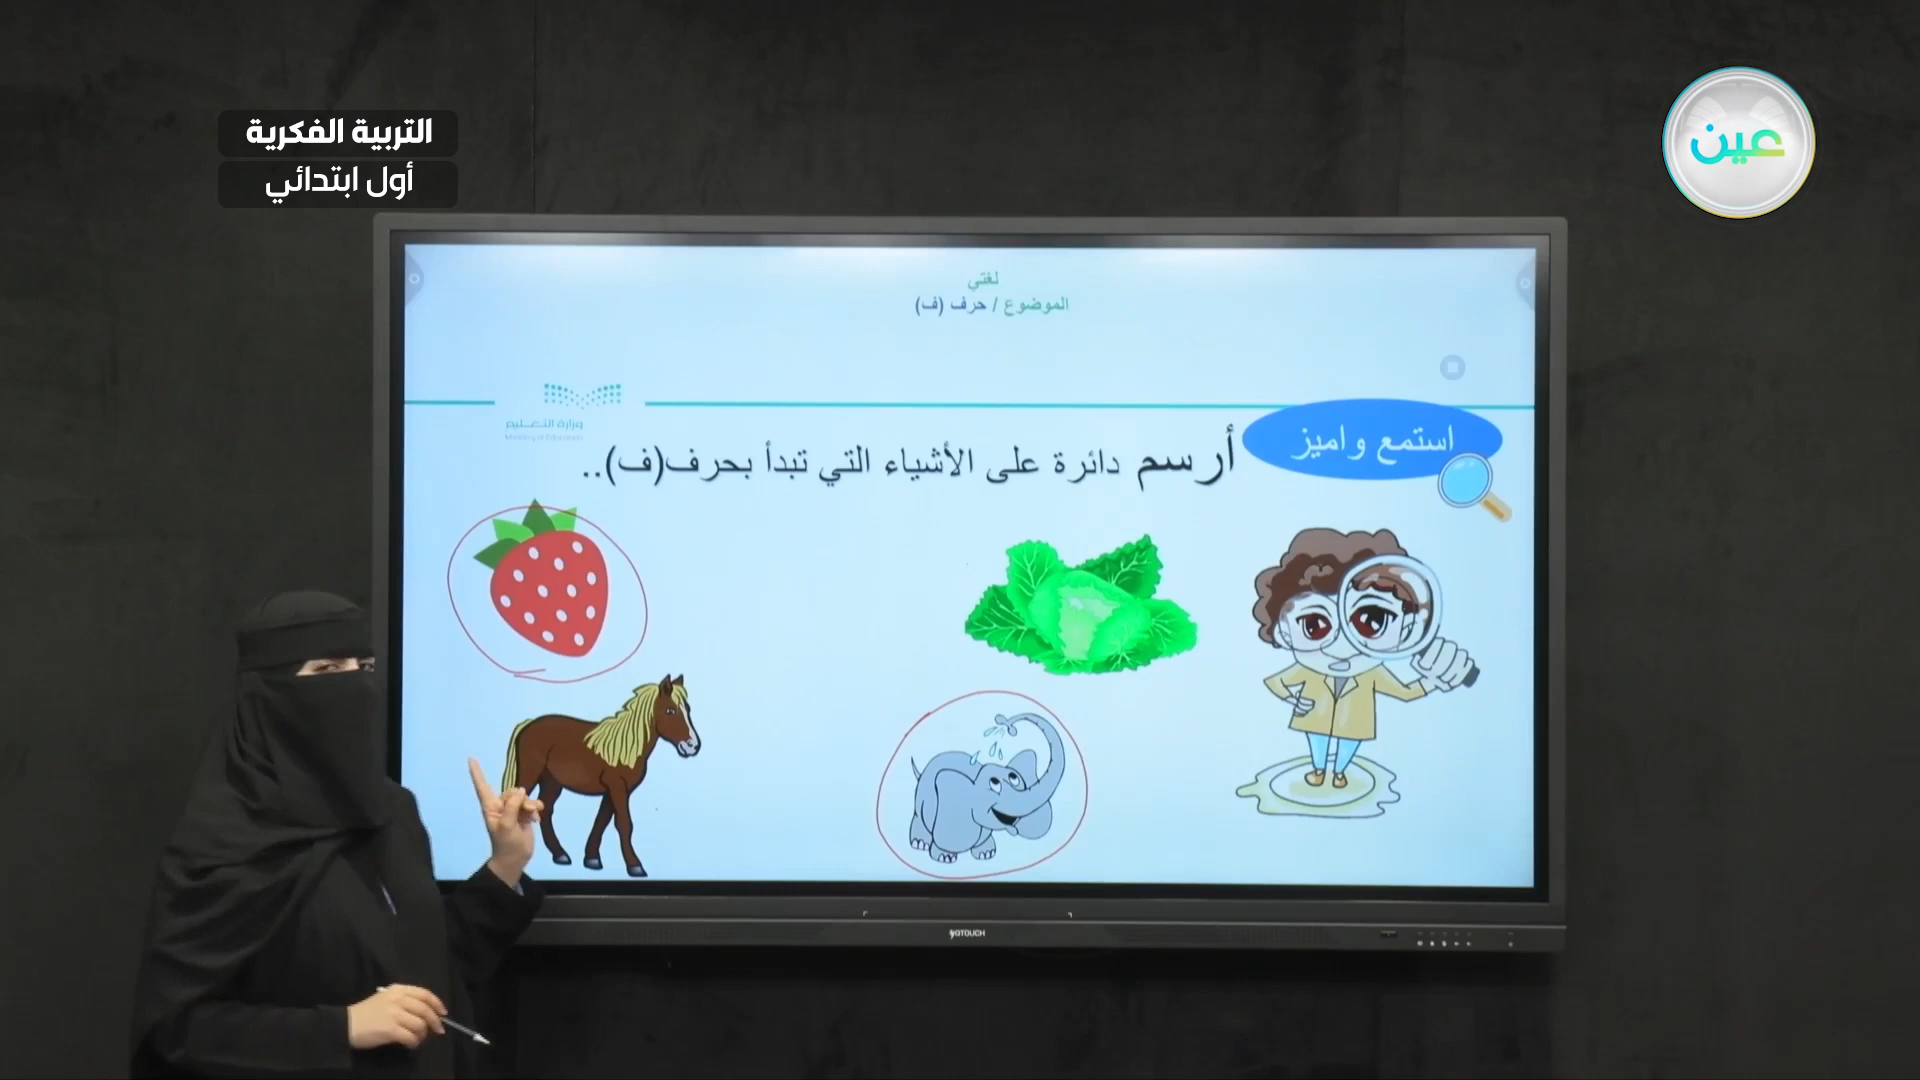 التربية الفكرية
أول ابتدائي
عين
لغتي
الموضوع / حرف (ف)
وزارة التعليم
Ministry of Education
استمع واميز
أرسم دائرة على الأشياء التي تبدأ بحرف(ف)..